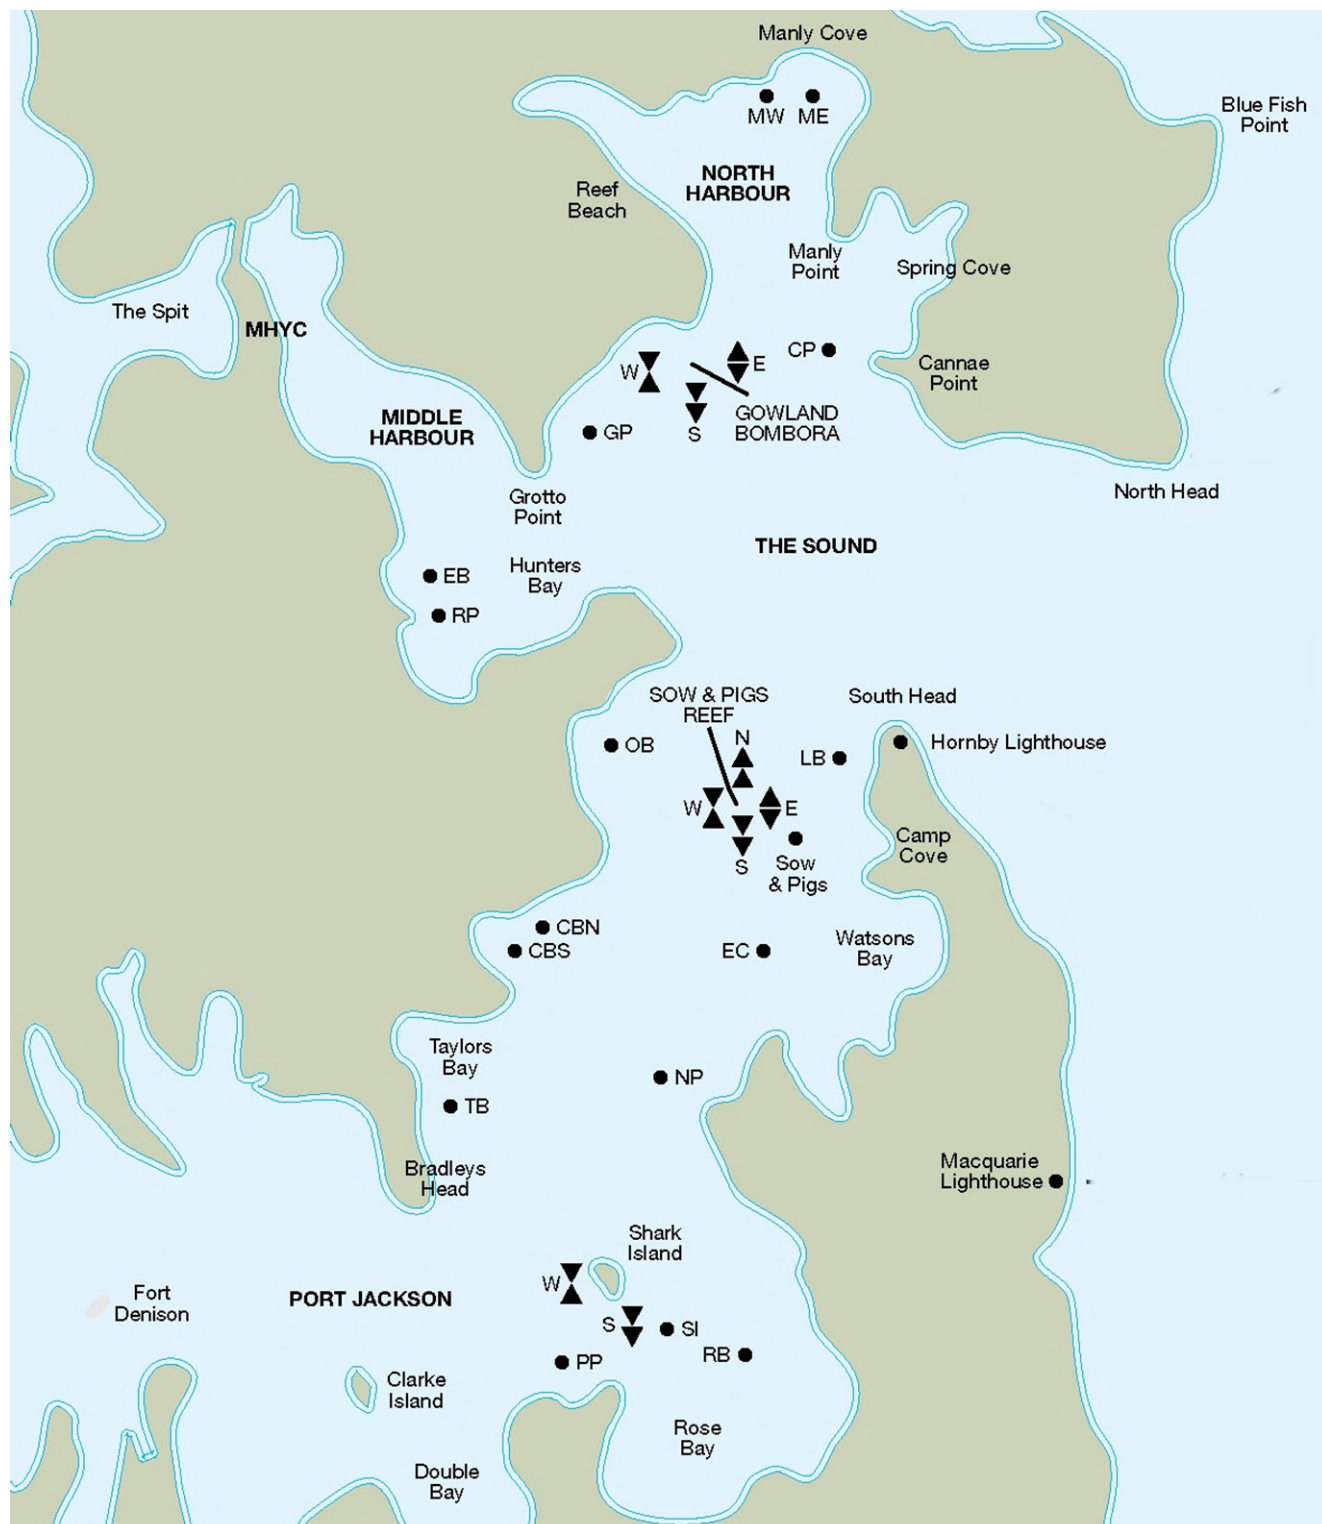 Manly Cove
Blue Fish
Point
MW
ME
NORTH
HARBOUR
Reef
Beach
Manly
Point
Spring Cove
The Spit
MHYC
CP
W
E
Cannae
Point
MIDDLE
HARBOUR
GOWLAND
BOMBORA
S
GP
North Head
Grotto
Point
THE SOUND
Hunters
Bay
EB
RP
SOW & PIGS
REEF
South Head
N
OB
Hornby Lighthouse
LB
W
E
Camp
Cove
S
Sow
& Pigs
CBN
CBS
EC
Watsons
Bay
Taylors
Bay
NP
TB
Bradleys
Head
Macquarie
Lighthouse
Shark
Island
W
Fort
Denison
PORT JACKSON
S
SI
RB
PP
Clarke
Island
Rose
Bay
Double
Bay